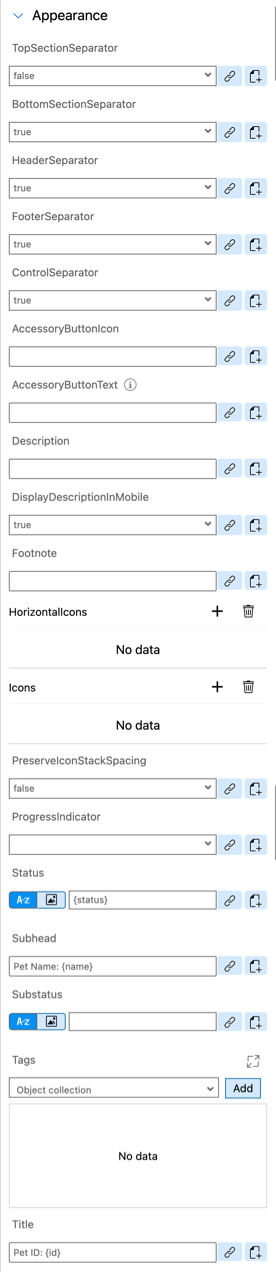 Appearance
TopSectionSeparator
false
BottomSectionSeparator
true
HeaderSeparator
true
FooterSeparator
true
ControlSeparator
true
AccessoryButtonIcon
AccessoryButtonText
Description
DisplayDescriptionInMobile
true
Footnote
HorizontalIcons
No data
Icons
No data
PreserveIconStackSpacing
false
ProgressIndicator
Status
A-z {status}
Subhead
Pet Name: {name}
Substatus
A-z
Tags
Object collection Add
No data
Title
Pet ID: {id}